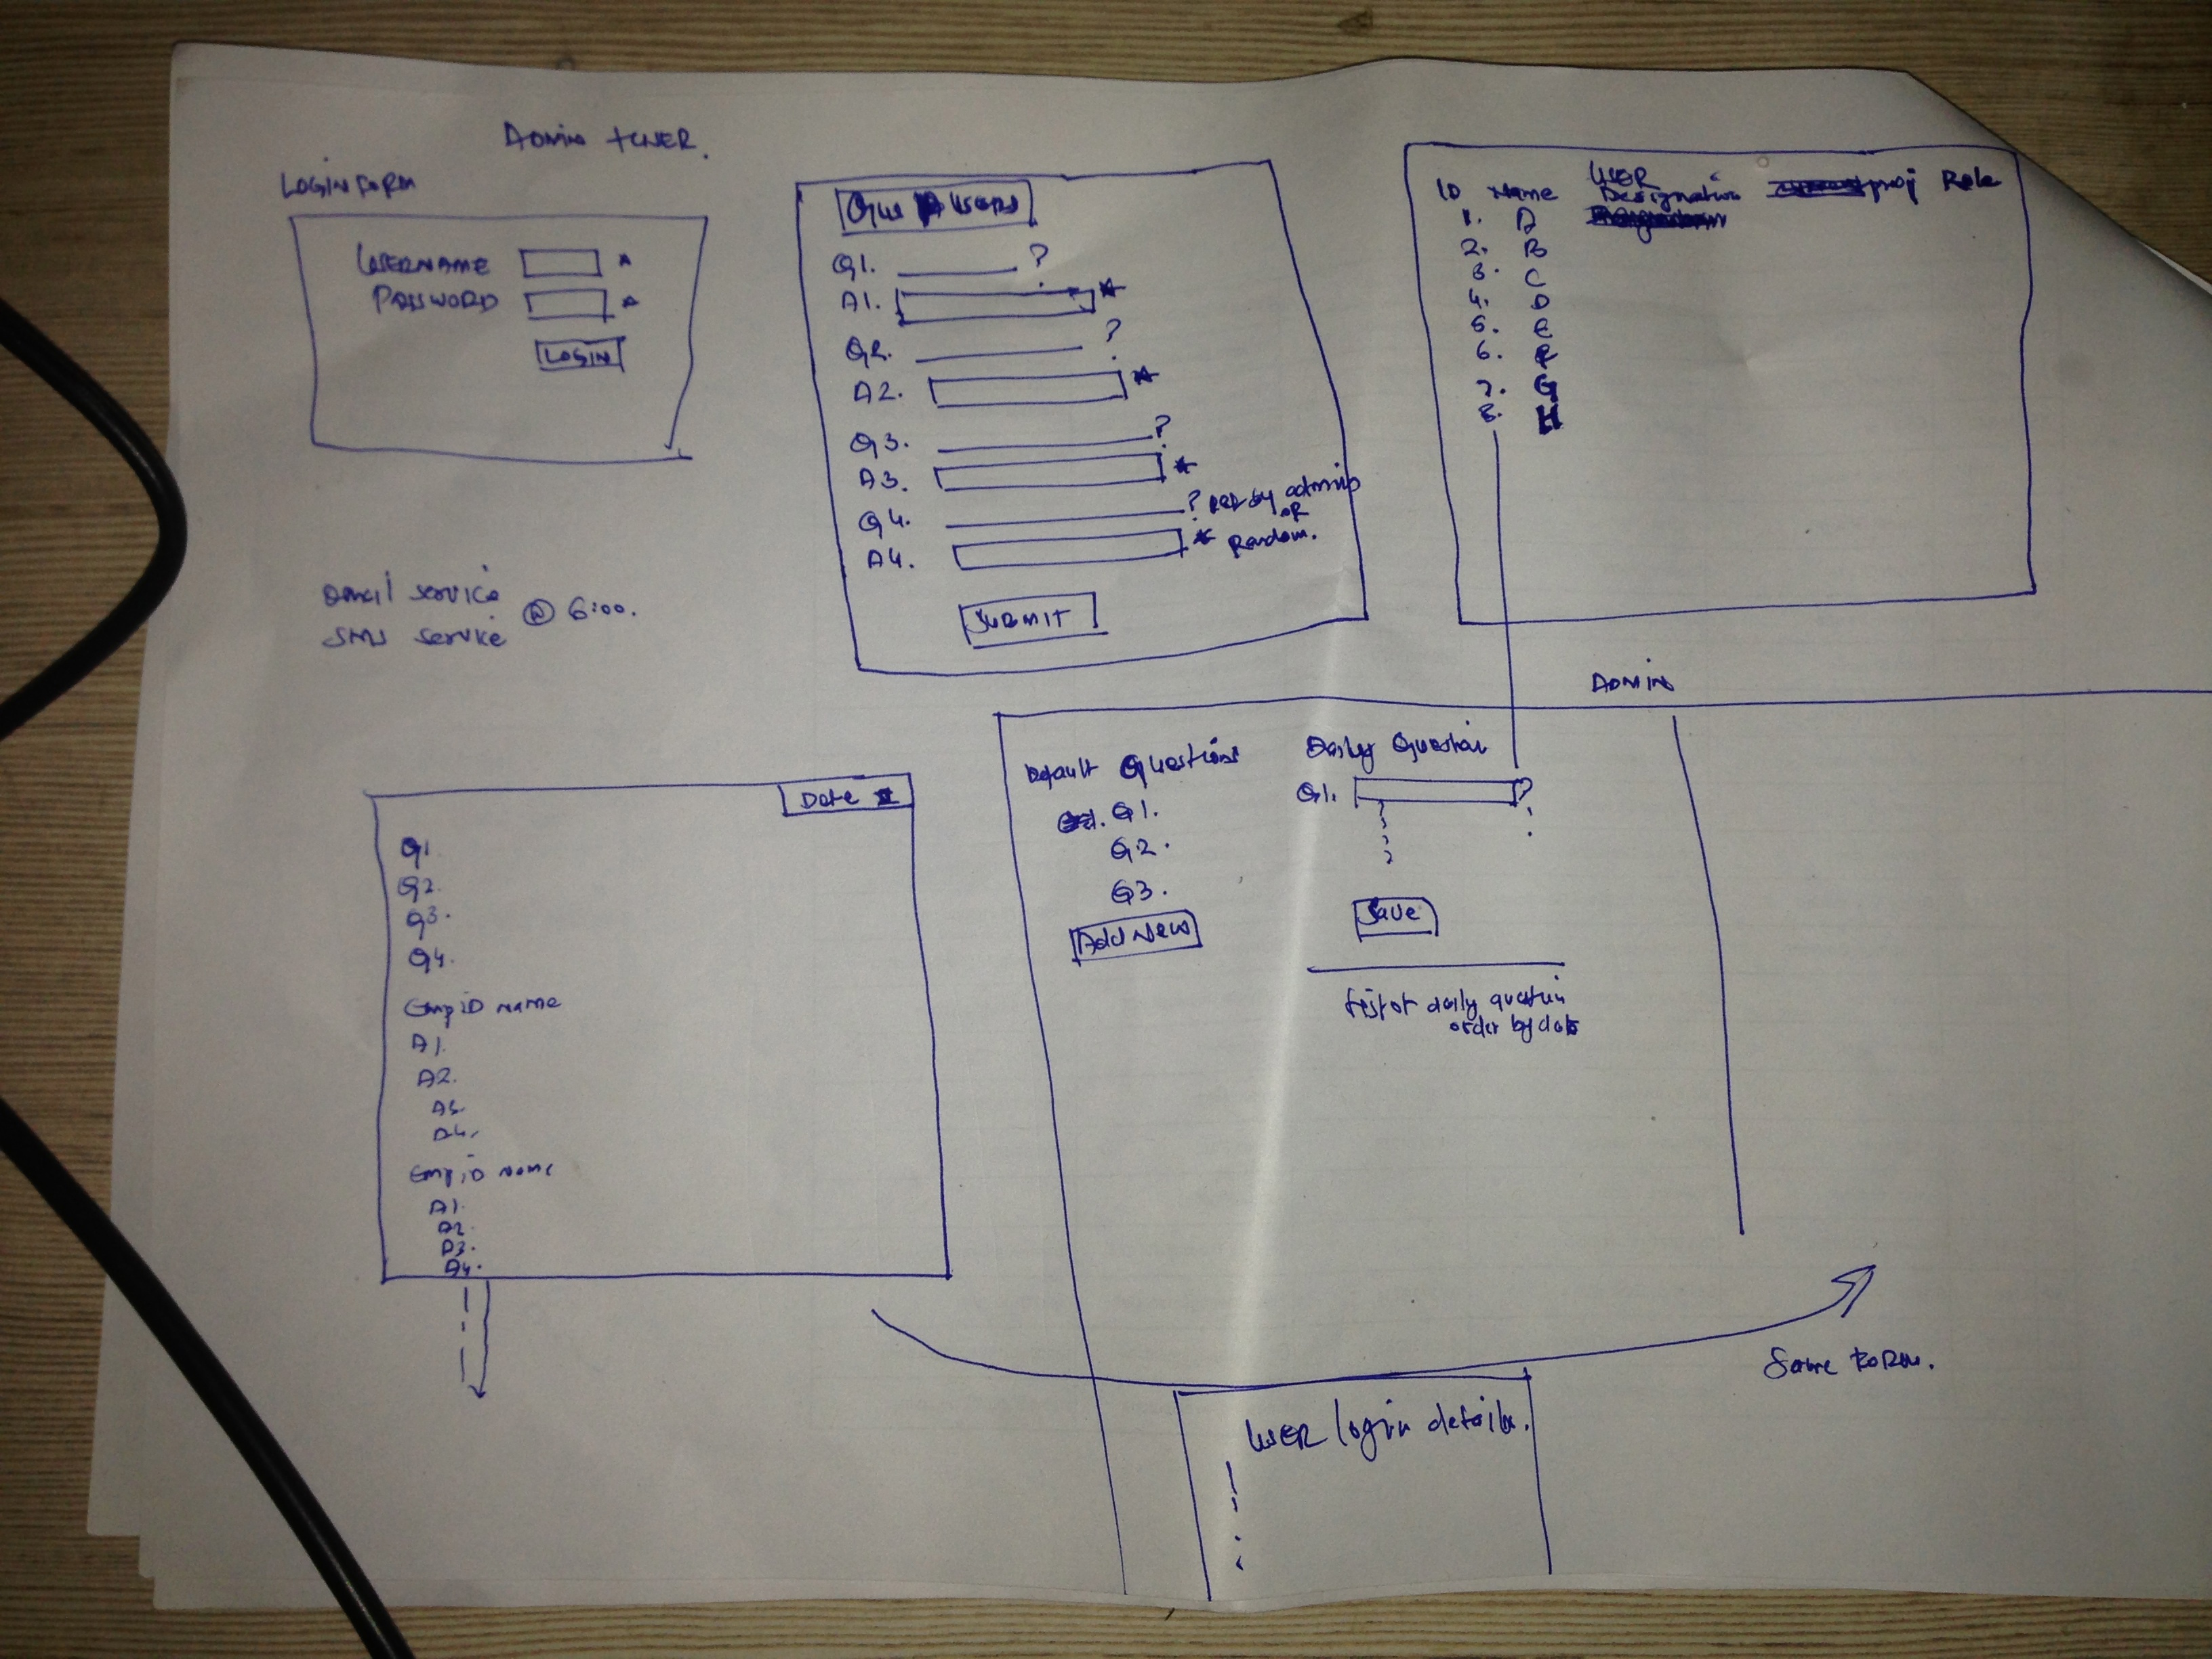 ADMIN + USER.
LOGIN FORM
USERNAME *
PASSWORD *
LOGIN
Email service
SMS service @ 6:00.
Users
Q1. ?
A1. *
Q2. ?
A2. *
Q3. ?
A3. *
Q4. ? by admin
or
A4. * Random.
SUBMIT
USER
ID Name Designation proj Role
1. A
2. B
3. C
4. D
5. E
6. F
7. G
8. H
Date
Q1
Q2.
Q3.
Q4.
Emp ID name
A1.
A2.
A3.
A4.
Emp ID name
A1.
A2.
A3.
A4.
ADMIN
Default Questions
Q1.
Q2.
Q3.
Add New
Daily Question
Q1. ?
Save
List of daily question
order by date
Same FORM.
USER login details.